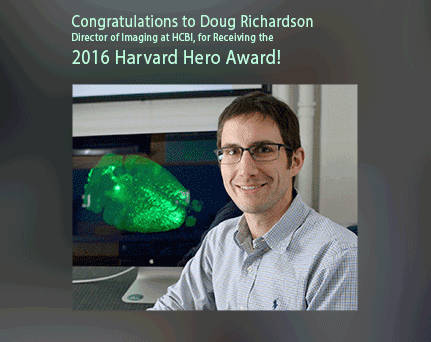 Congratulations to Doug Richardson
Director of Imaging at HCBI, for Receiving the
2016 Harvard Hero Award!